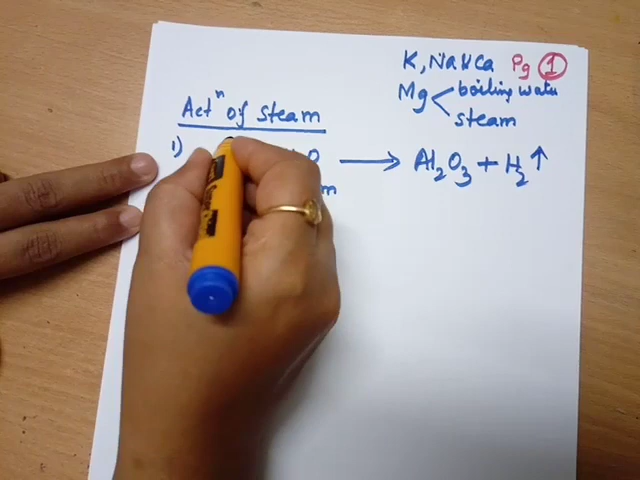 K, Na & Ca Pg 1
Mg < boiling water
steam
Actⁿ of steam
1) O → Al₂O₃ + H₂ ↑
m